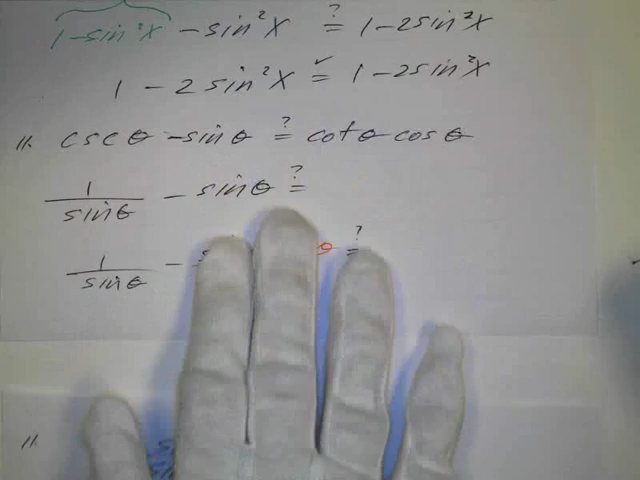 1 - sin²x - sin²x ≟ 1 - 2sin²x
1 - 2sin²x = 1 - 2sin²x
11. cscθ - sinθ ≟ cotθ cosθ
1/sinθ - sinθ ≟
1/sinθ - θ ≟
11